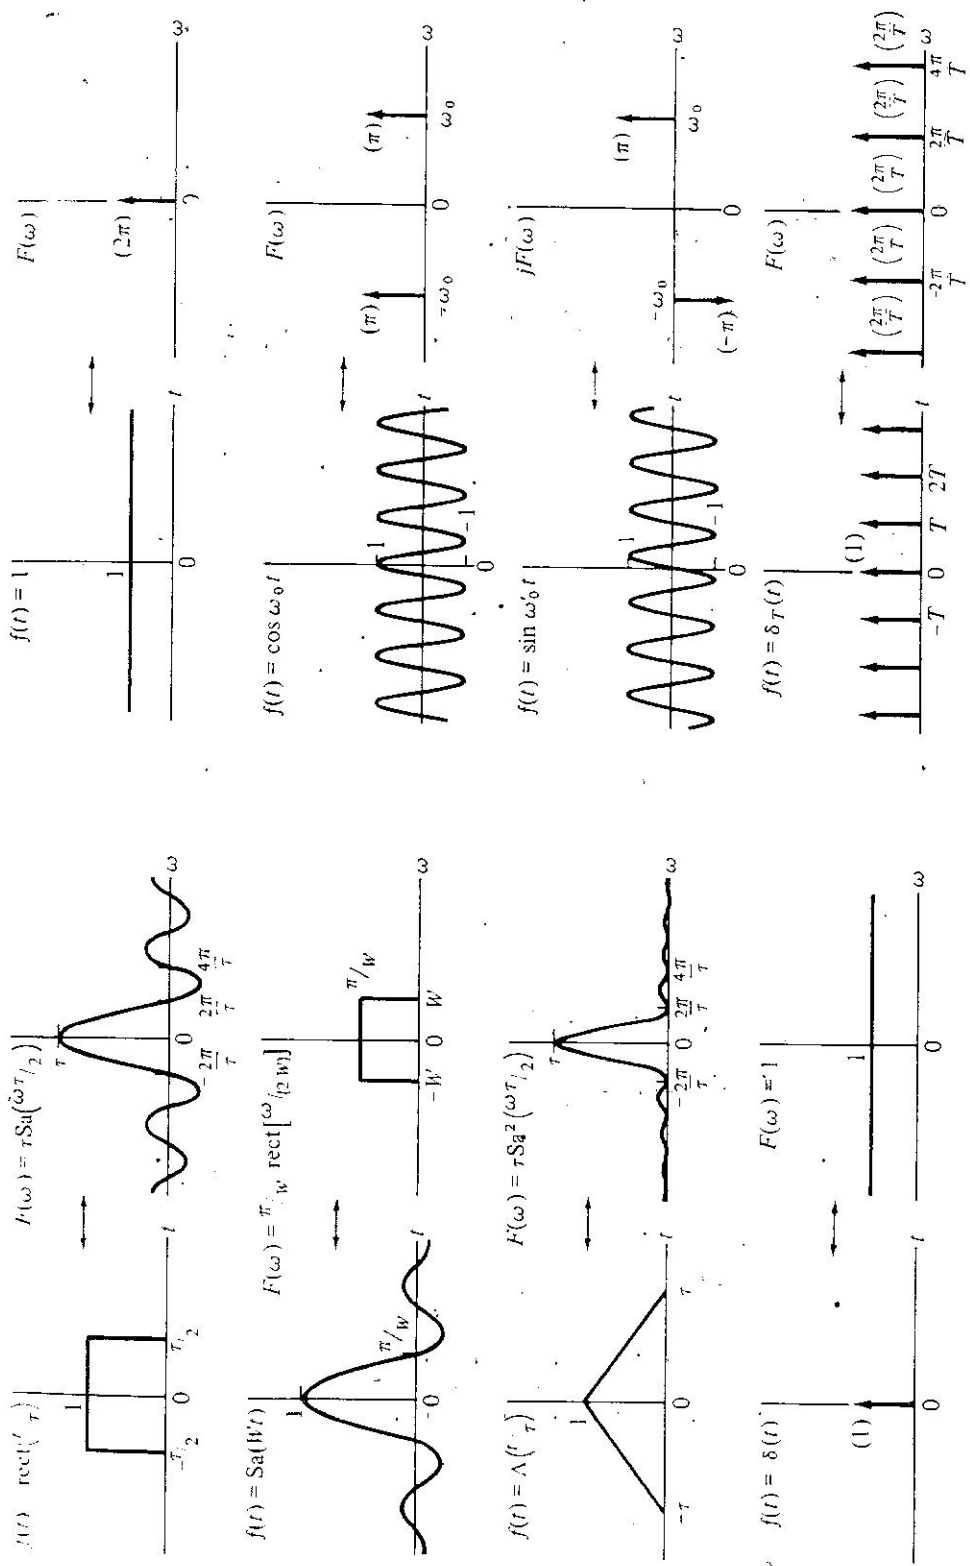 f(t) rect(
F(ω) = τSa(ωτ/2)
1
τ
-τ/2 0 τ/2 t
-2π/τ 0 2π/τ 4π/τ ω
f(t) = Sa(Wt)
F(ω) = π/W rect[ω/(2W)]
1
π/W
π/W
0 t
-W 0 W ω
f(t) = Λ(t/τ)
F(ω) = τSa²(ωτ/2)
1
τ
-τ 0 τ t
-2π/τ 0 2π/τ 4π/τ ω
f(t) = δ(t)
F(ω) = 1
(1)
1
0 t
0 ω
f(t) = 1
F(ω)
1
(2π)
0 t
ω
f(t) = cos ω₀t
F(ω)
1
(π) (π)
t
-ω₀ 0 ω₀ ω
-1
0
f(t) = sin ω₀t
jF(ω)
1
(π)
t
-ω₀ ω₀ ω
-1
(-π)
0
0
f(t) = δT(t)
F(ω)
(1)
(2π/T) (2π/T) (2π/T) (2π/T) (2π/T)
-T 0 T 2T t
-2π/T 0 2π/T 4π/T ω